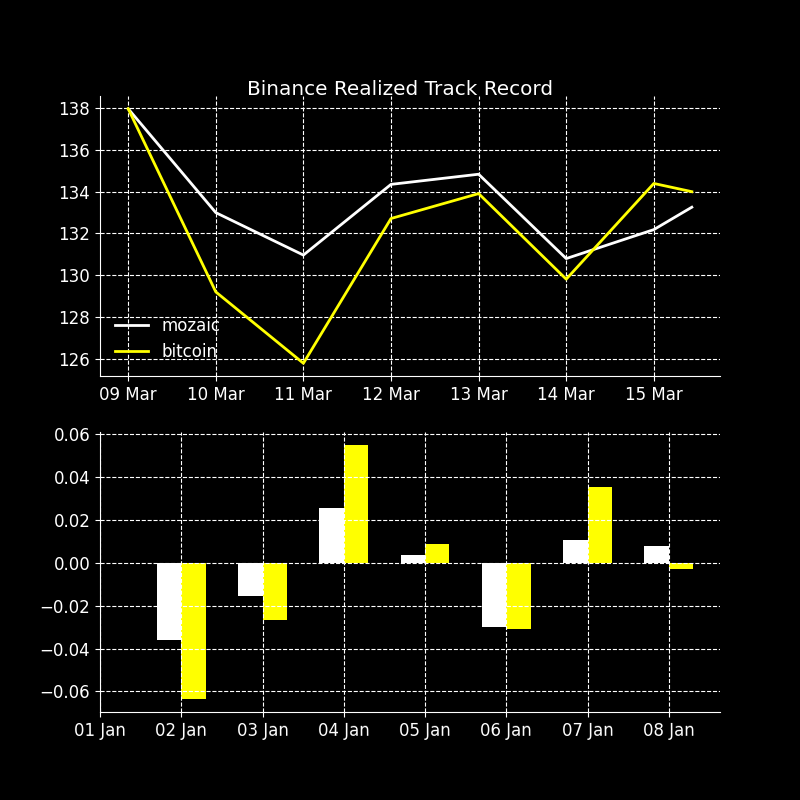 Binance Realized Track Record
138
136
134
132
130
128
126
mozaic
bitcoin
09 Mar 10 Mar 11 Mar 12 Mar 13 Mar 14 Mar 15 Mar
0.06
0.04
0.02
0.00
−0.02
−0.04
−0.06
01 Jan 02 Jan 03 Jan 04 Jan 05 Jan 06 Jan 07 Jan 08 Jan